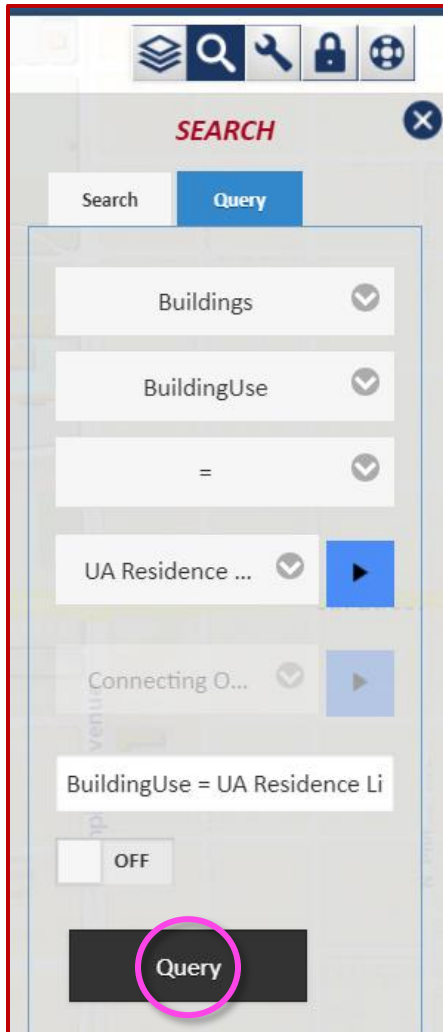 SEARCH
Search Query
Buildings
BuildingUse
=
UA Residence ...
Connecting O...
BuildingUse = UA Residence Li
OFF
Query